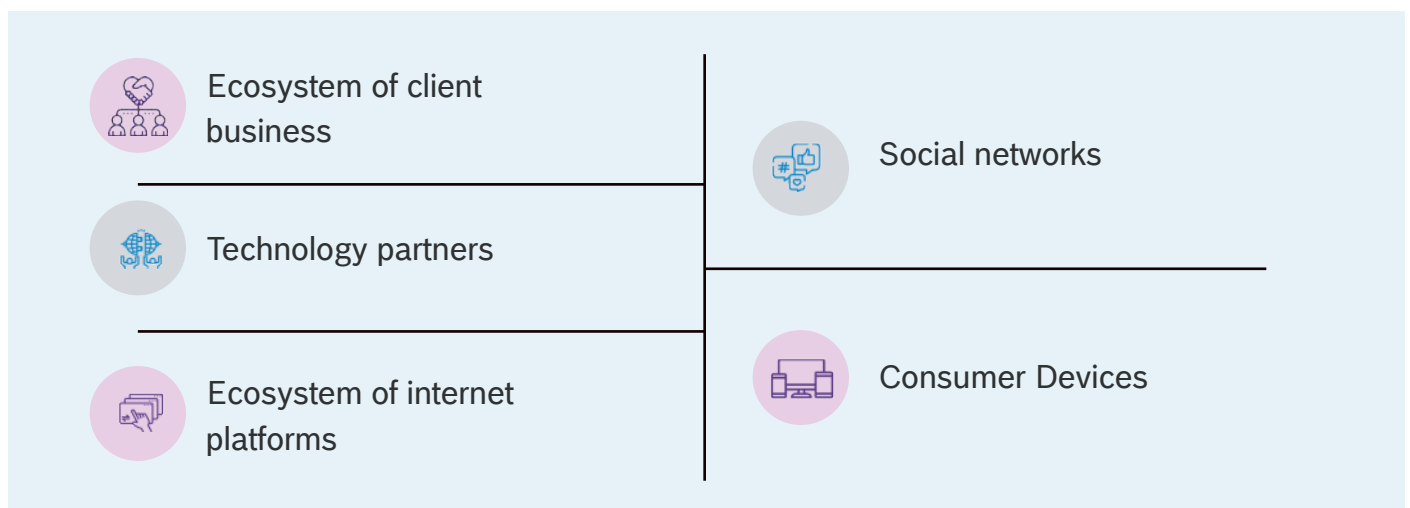 Ecosystem of client
business
Technology partners
Ecosystem of internet
platforms
#
Social networks
Consumer Devices